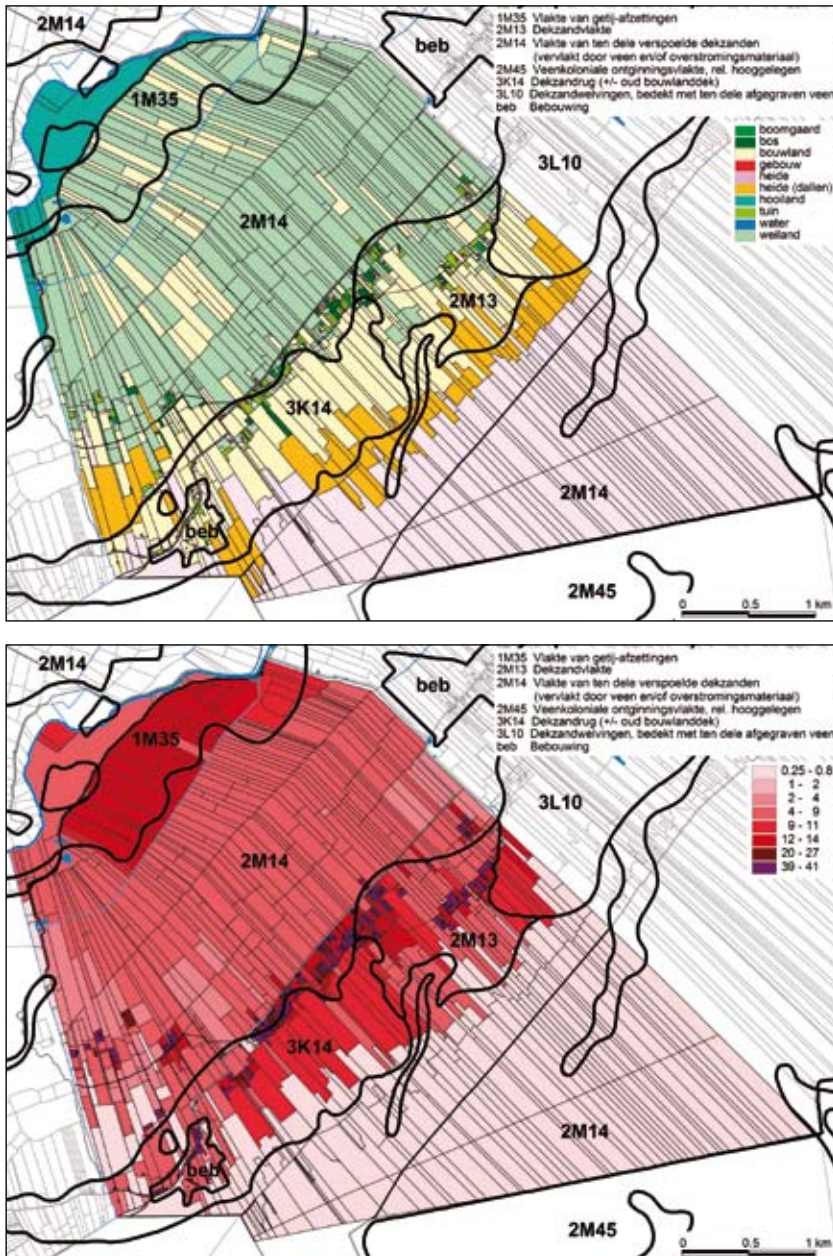 2M14
beb
1M35 Vlakte van getij-afzettingen
2M13 Dekzandvlakte
2M14 Vlakte van ten dele verspoelde dekzanden
(vervlakt door veen en/of overstromingsmateriaal)
2M45 Veenkoloniale ontginningsvlakte, rel. hooggelegen
3K14 Dekzandrug (+/- oud bouwlanddek)
3L10 Dekzandwelvingen, bedekt met ten dele afgegraven veen
beb Bebouwing
1M35
boomgaard
bos
bouwland
gebouw
heide
heide (dallen)
hooiland
tuin
water
weiland
3L10
2M14
2M13
3K14
2M14
beb
2M45
0 0.5 1 km
2M14
beb
1M35 Vlakte van getij-afzettingen
2M13 Dekzandvlakte
2M14 Vlakte van ten dele verspoelde dekzanden
(vervlakt door veen en/of overstromingsmateriaal)
2M45 Veenkoloniale ontginningsvlakte, rel. hooggelegen
3K14 Dekzandrug (+/- oud bouwlanddek)
3L10 Dekzandwelvingen, bedekt met ten dele afgegraven veen
beb Bebouwing
1M35
0.25 - 0.8
1 - 2
2 - 4
4 - 9
9 - 11
12 - 14
20 - 27
39 - 41
3L10
2M14
2M13
3K14
2M14
beb
2M45
0 0.5 1 km